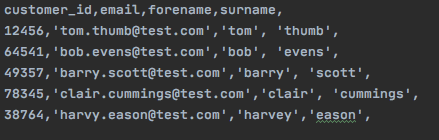 customer_id,email,forename,surname,
12456,'tom.thumb@test.com','tom', 'thumb',
64541,'bob.evens@test.com','bob', 'evens',
49357,'barry.scott@test.com','barry', 'scott',
78345,'clair.cummings@test.com','clair', 'cummings',
38764,'harvy.eason@test.com','harvey','eason',